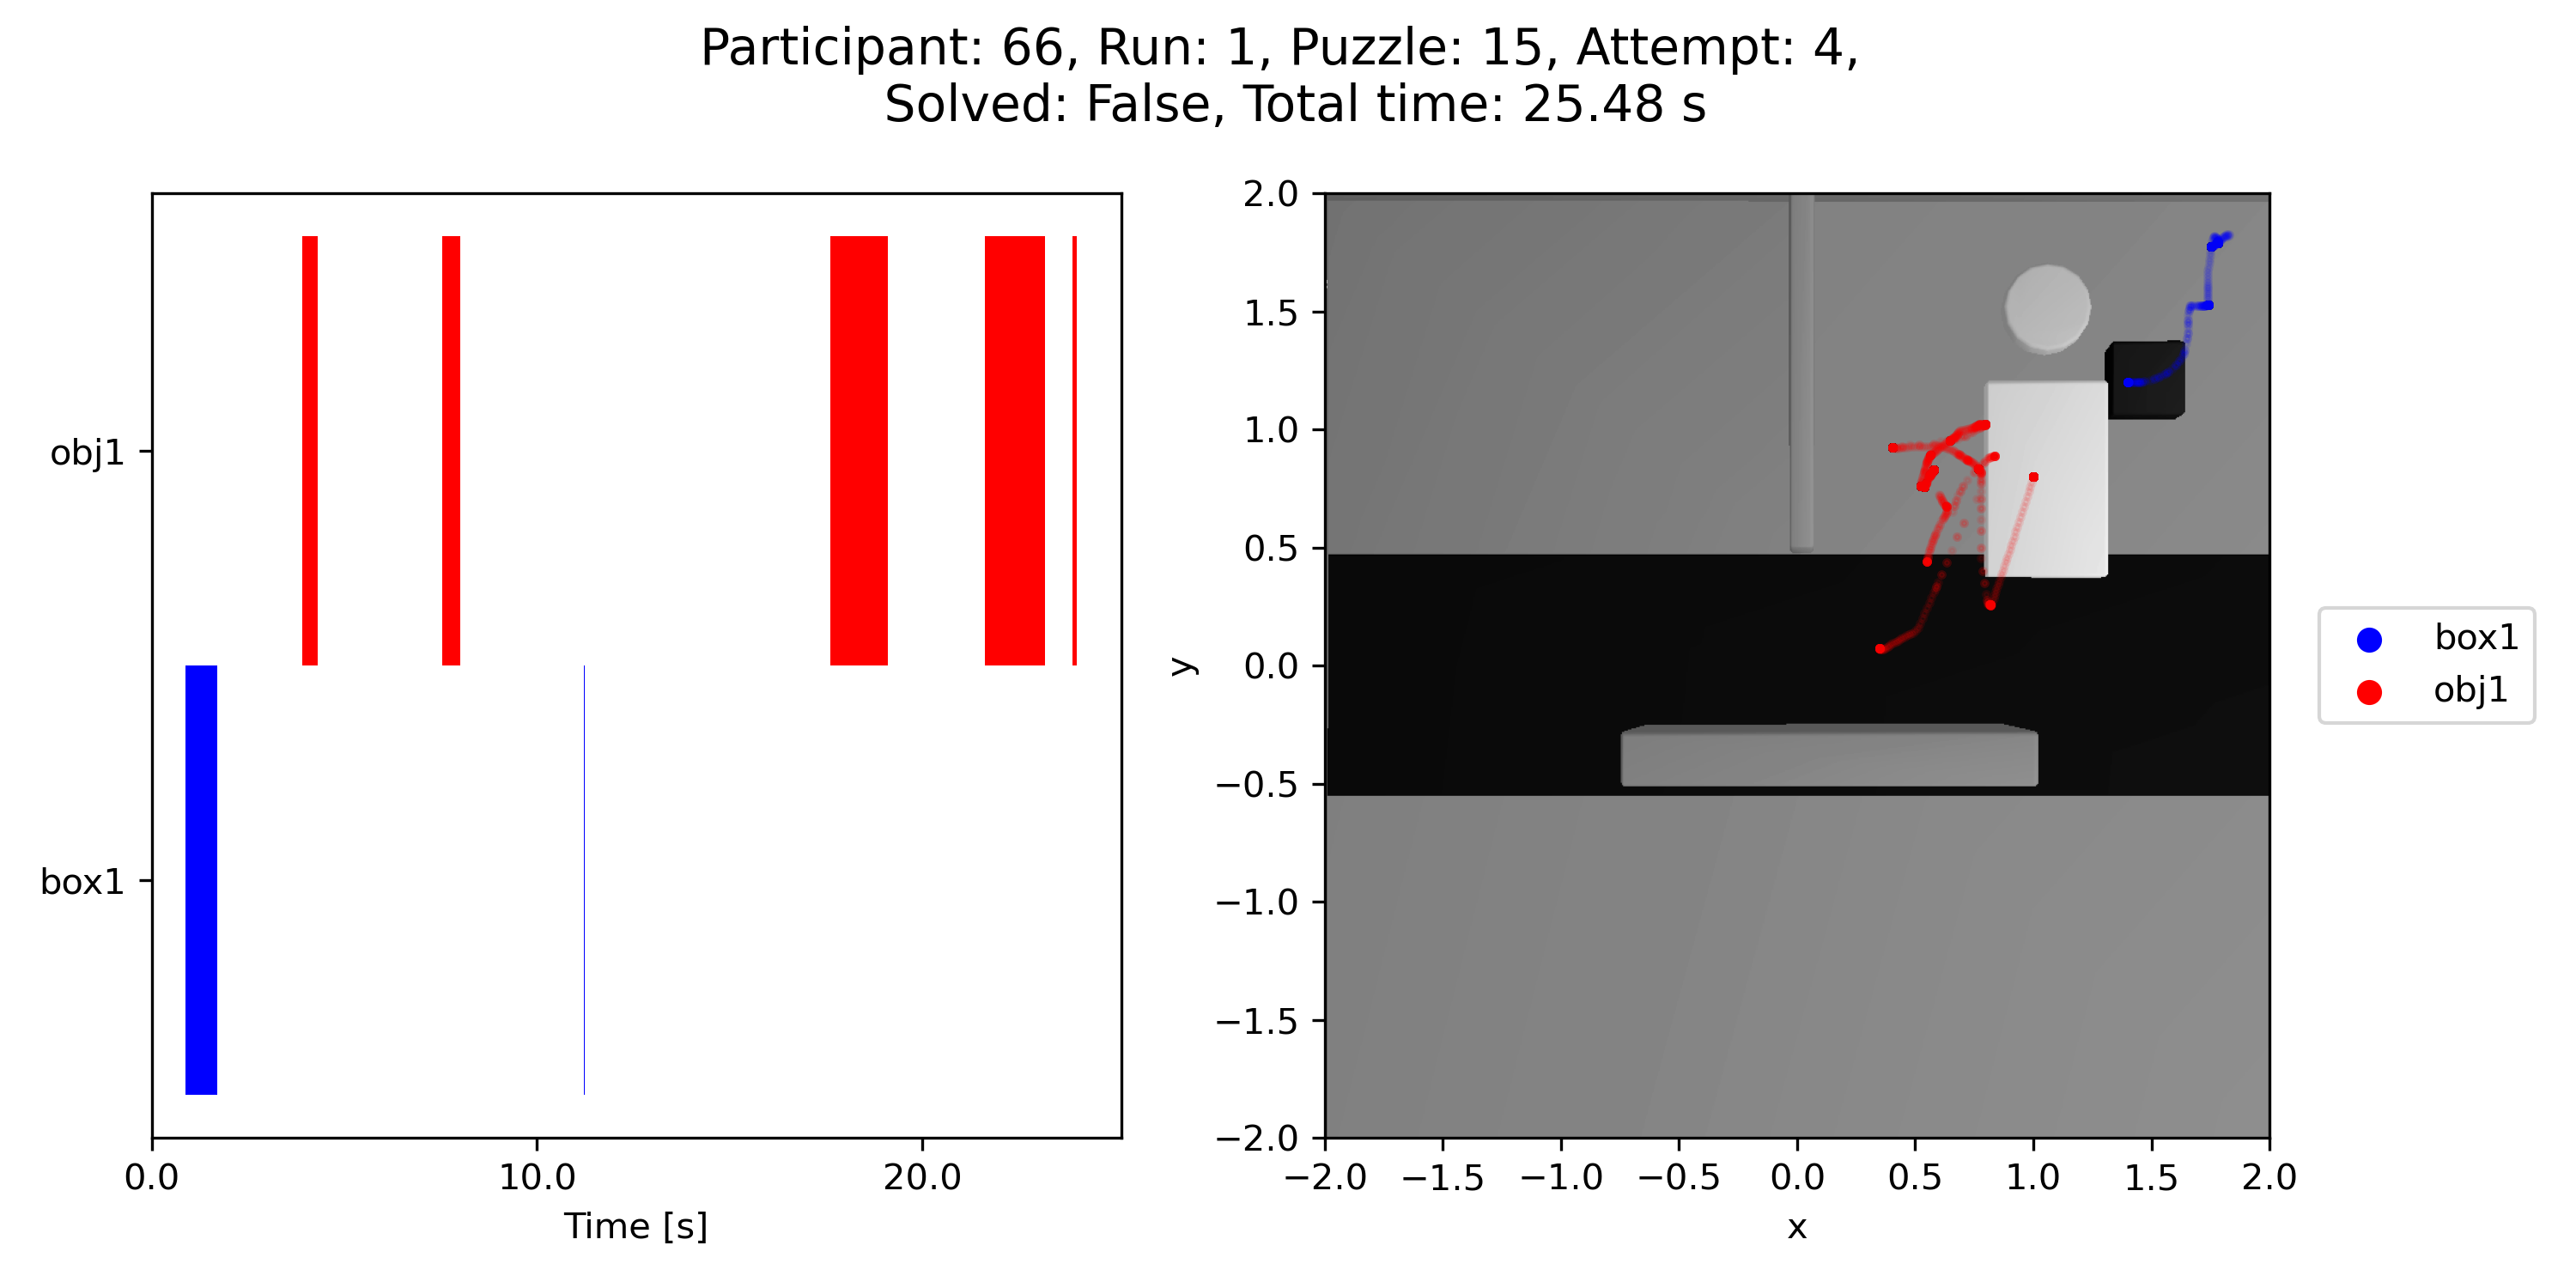 Participant: 66, Run: 1, Puzzle: 15, Attempt: 4,
Solved: False, Total time: 25.48 s
obj1
box1
0.0 10.0 20.0
Time [s]
2.0
1.5
1.0
0.5
0.0
−0.5
−1.0
−1.5
−2.0
y
−2.0 −1.5 −1.0 −0.5 0.0 0.5 1.0 1.5 2.0
x
box1
obj1